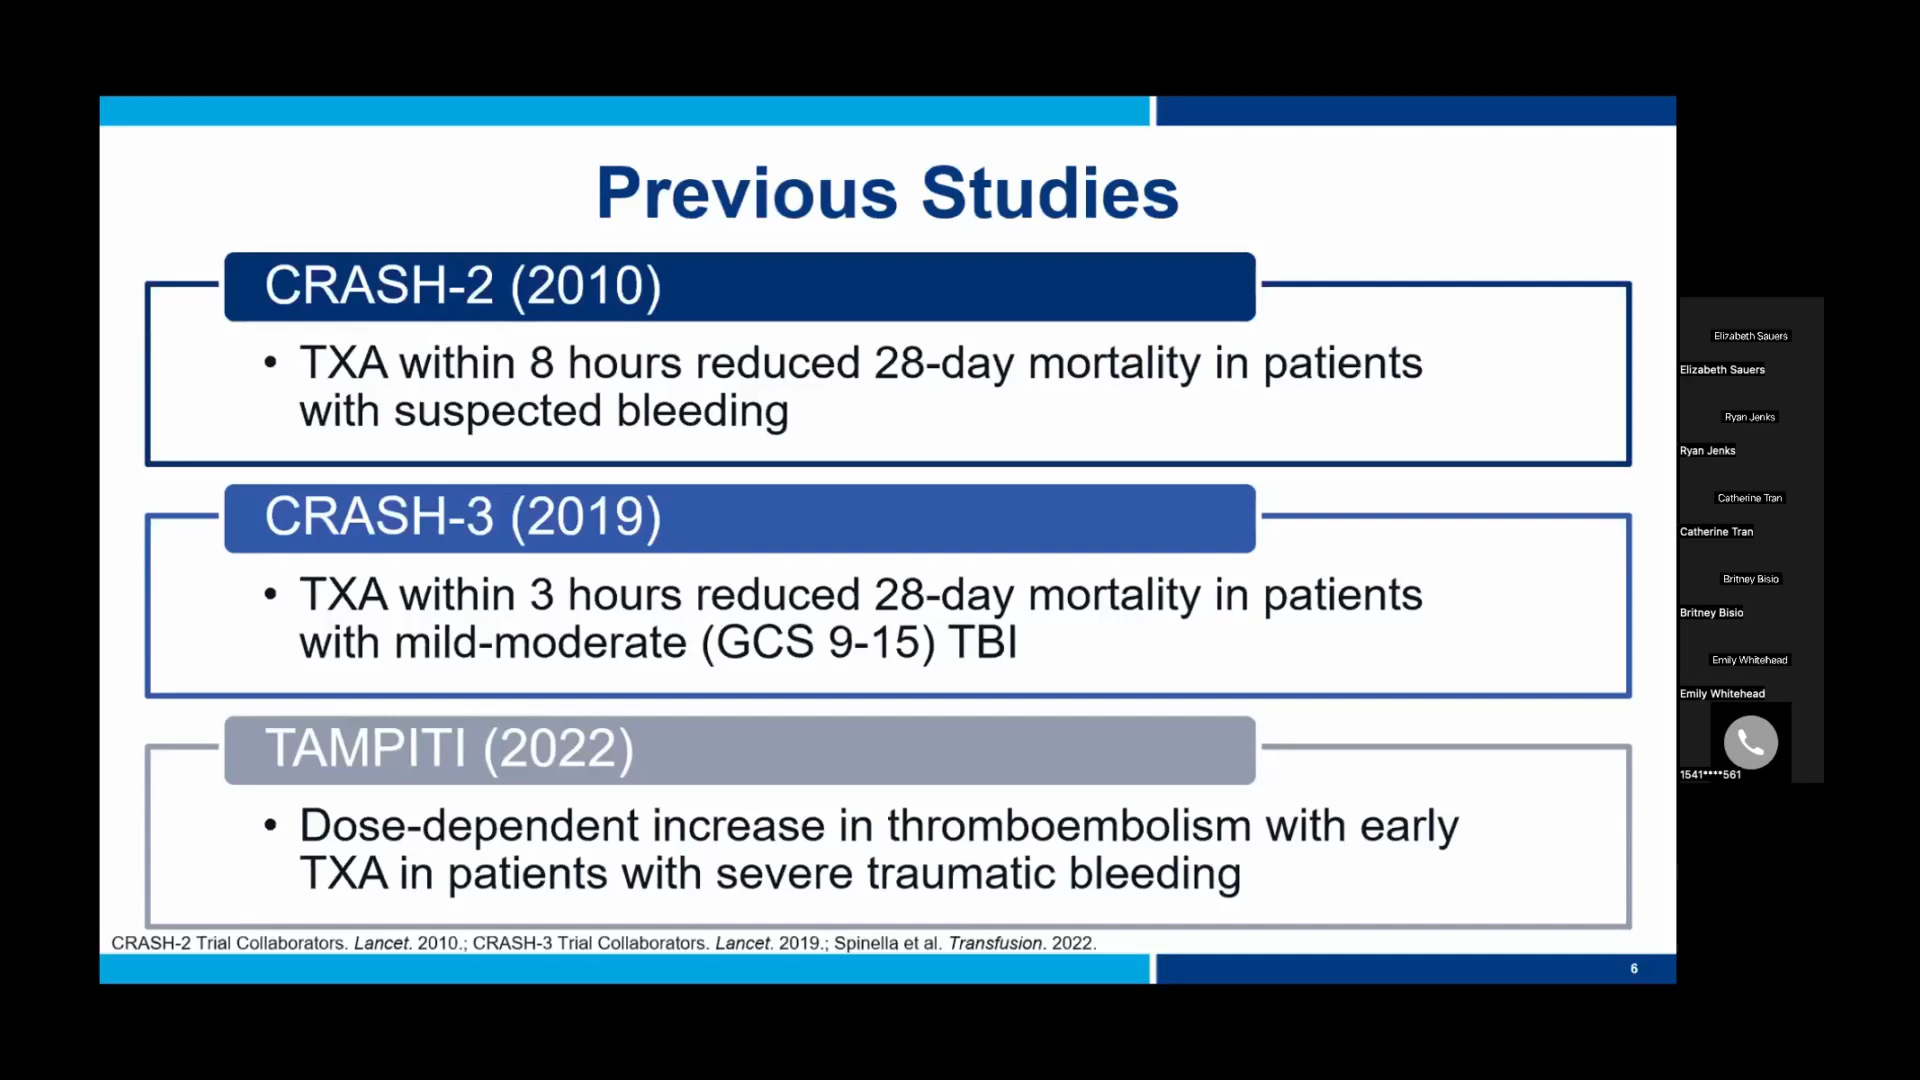 Previous Studies
CRASH-2 (2010)
• TXA within 8 hours reduced 28-day mortality in patients
with suspected bleeding
CRASH-3 (2019)
• TXA within 3 hours reduced 28-day mortality in patients
with mild-moderate (GCS 9-15) TBI
TAMPITI (2022)
• Dose-dependent increase in thromboembolism with early
TXA in patients with severe traumatic bleeding
CRASH-2 Trial Collaborators. Lancet. 2010.; CRASH-3 Trial Collaborators. Lancet. 2019.; Spinella et al. Transfusion. 2022.
6
Elizabeth Sauers
Elizabeth Sauers
Ryan Jenks
Ryan Jenks
Catherine Tran
Catherine Tran
Britney Bisio
Britney Bisio
Emily Whitehead
Emily Whitehead
1541****561